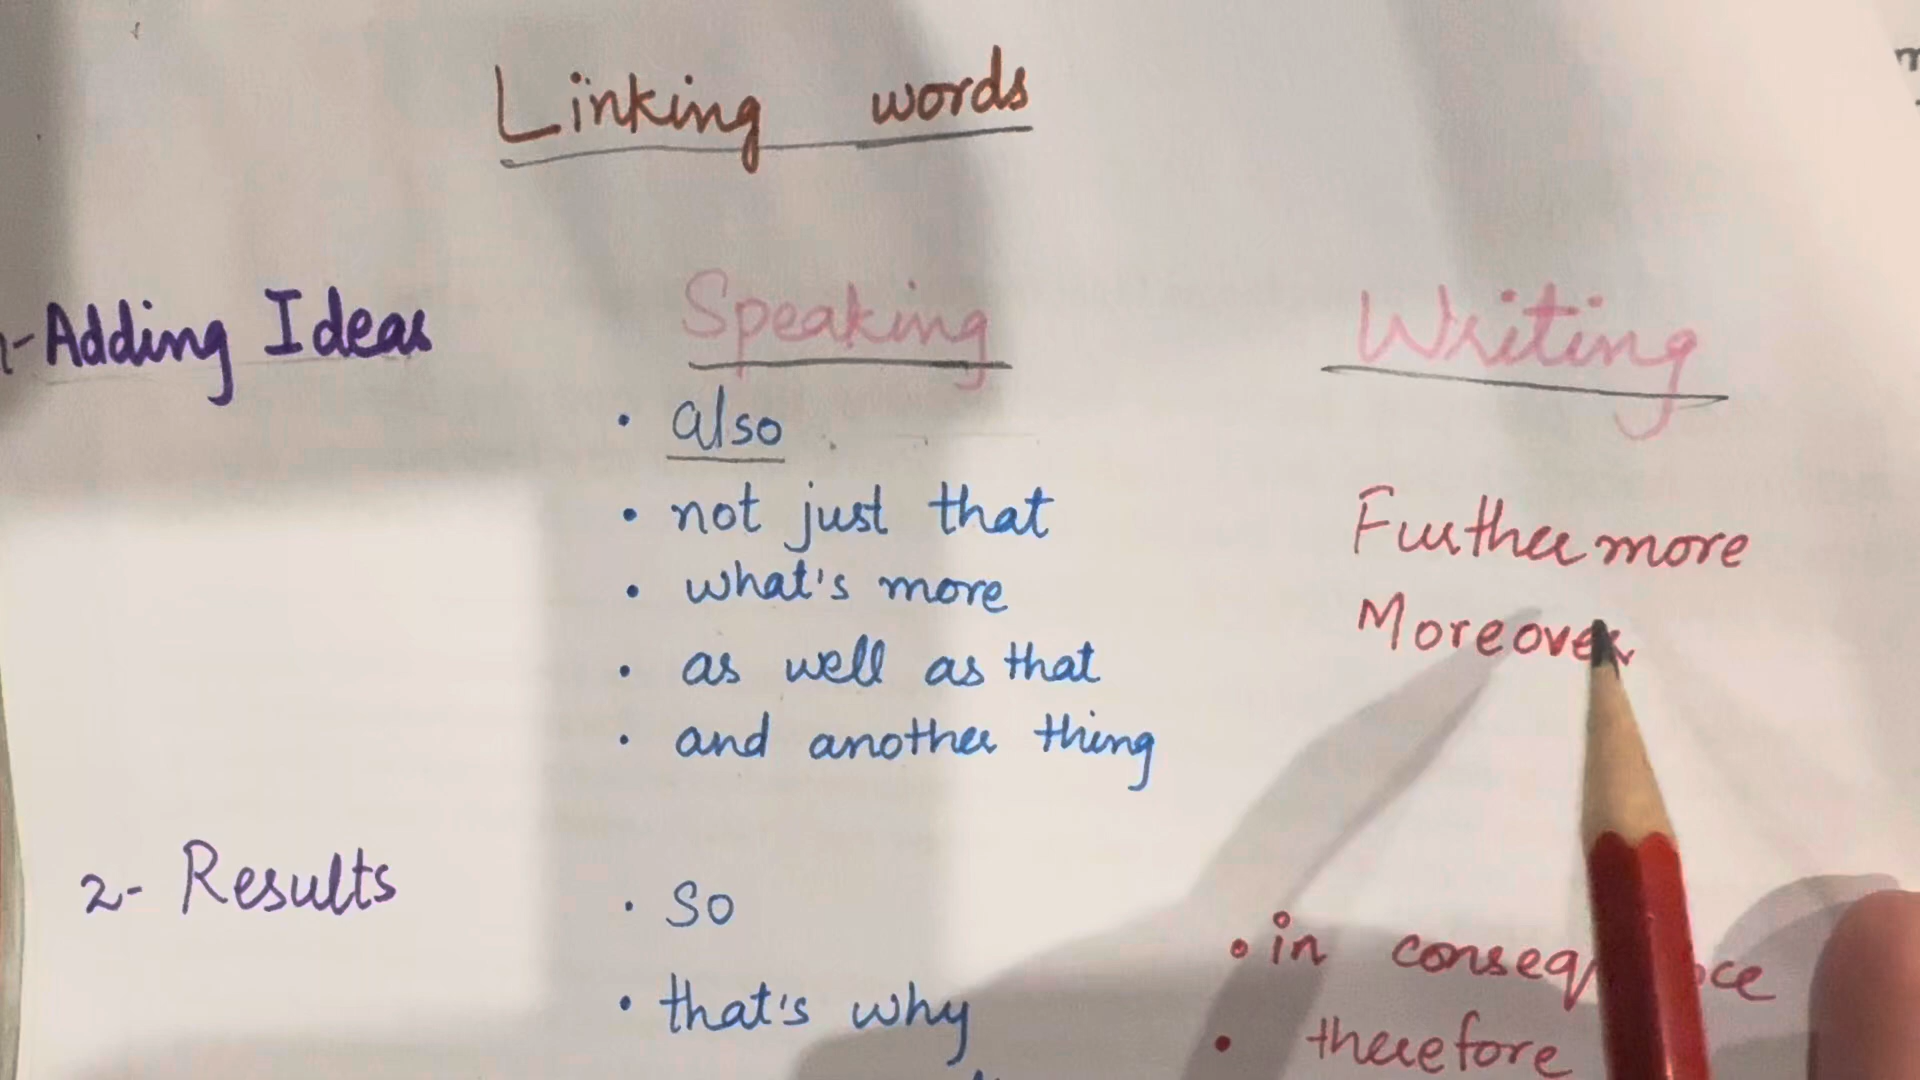 Linking words
1-Adding Ideas Speaking Writing
• also
• not just that
Furthermore
• what's more
Moreover
• as well as that
• and another thing
2- Results
• so
• in
• that's why
• therefore